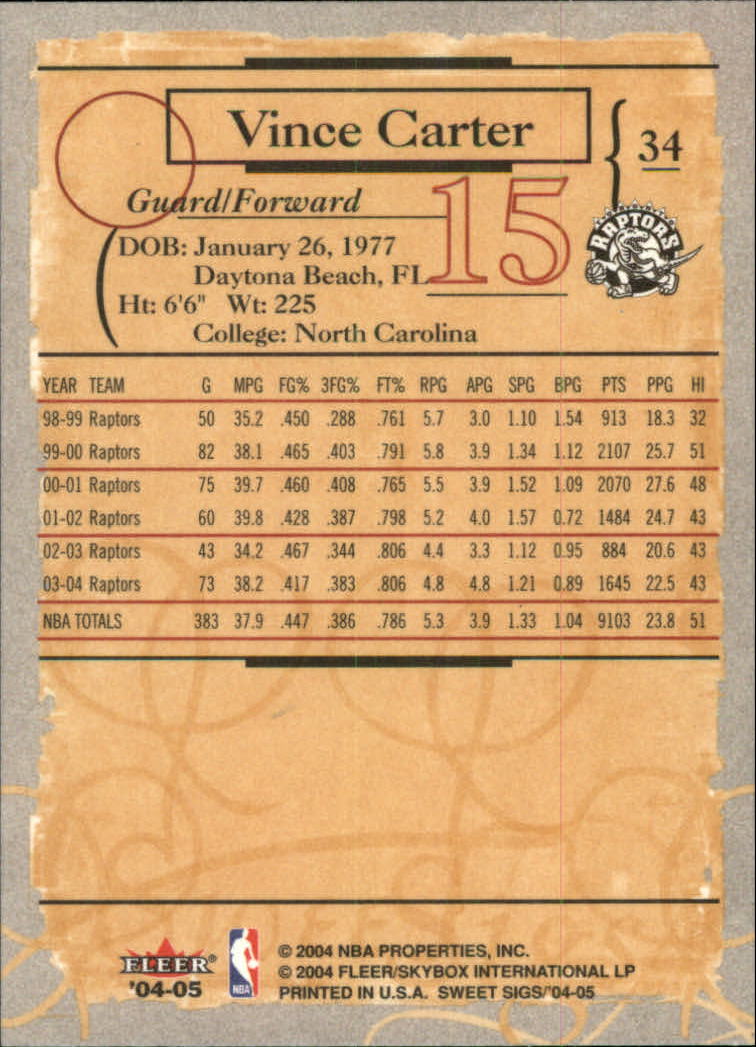 Vince Carter
34
Guard/Forward
15
RAPTORS
DOB: January 26, 1977
Daytona Beach, FL
Ht: 6'6" Wt: 225
College: North Carolina
YEAR TEAM G MPG FG% 3FG% FT% RPG APG SPG BPG PTS PPG HI
98-99 Raptors 50 35.2 .450 .288 .761 5.7 3.0 1.10 1.54 913 18.3 32
99-00 Raptors 82 38.1 .465 .403 .791 5.8 3.9 1.34 1.12 2107 25.7 51
00-01 Raptors 75 39.7 .460 .408 .765 5.5 3.9 1.52 1.09 2070 27.6 48
01-02 Raptors 60 39.8 .428 .387 .798 5.2 4.0 1.57 0.72 1484 24.7 43
02-03 Raptors 43 34.2 .467 .344 .806 4.4 3.3 1.12 0.95 884 20.6 43
03-04 Raptors 73 38.2 .417 .383 .806 4.8 4.8 1.21 0.89 1645 22.5 43
NBA TOTALS 383 37.9 .447 .386 .786 5.3 3.9 1.33 1.04 9103 23.8 51
FLEER®
'04-05
NBA
© 2004 NBA PROPERTIES, INC.
© 2004 FLEER/SKYBOX INTERNATIONAL LP
PRINTED IN U.S.A. SWEET SIGS/'04-05